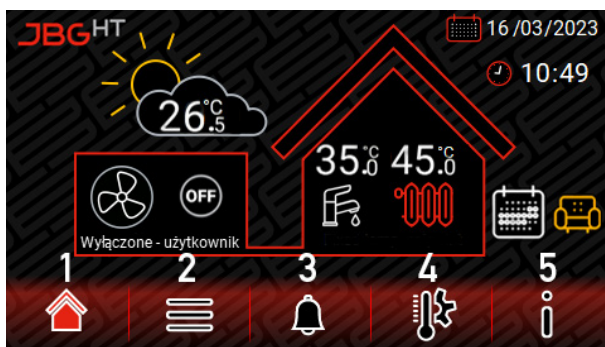 JBG HT
16/03/2023
10:49
26.5 °C
35.0 °C 45.0 °C
OFF
Wyłączone - użytkownik
1 2 3 4 5